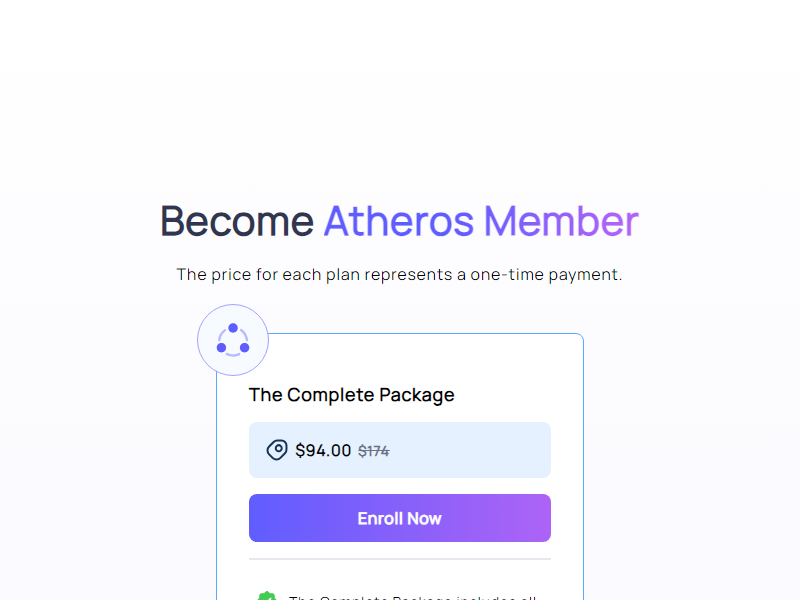 Become Atheros Member
The price for each plan represents a one-time payment.
The Complete Package
$94.00 $174
Enroll Now
The Complete Package includes all